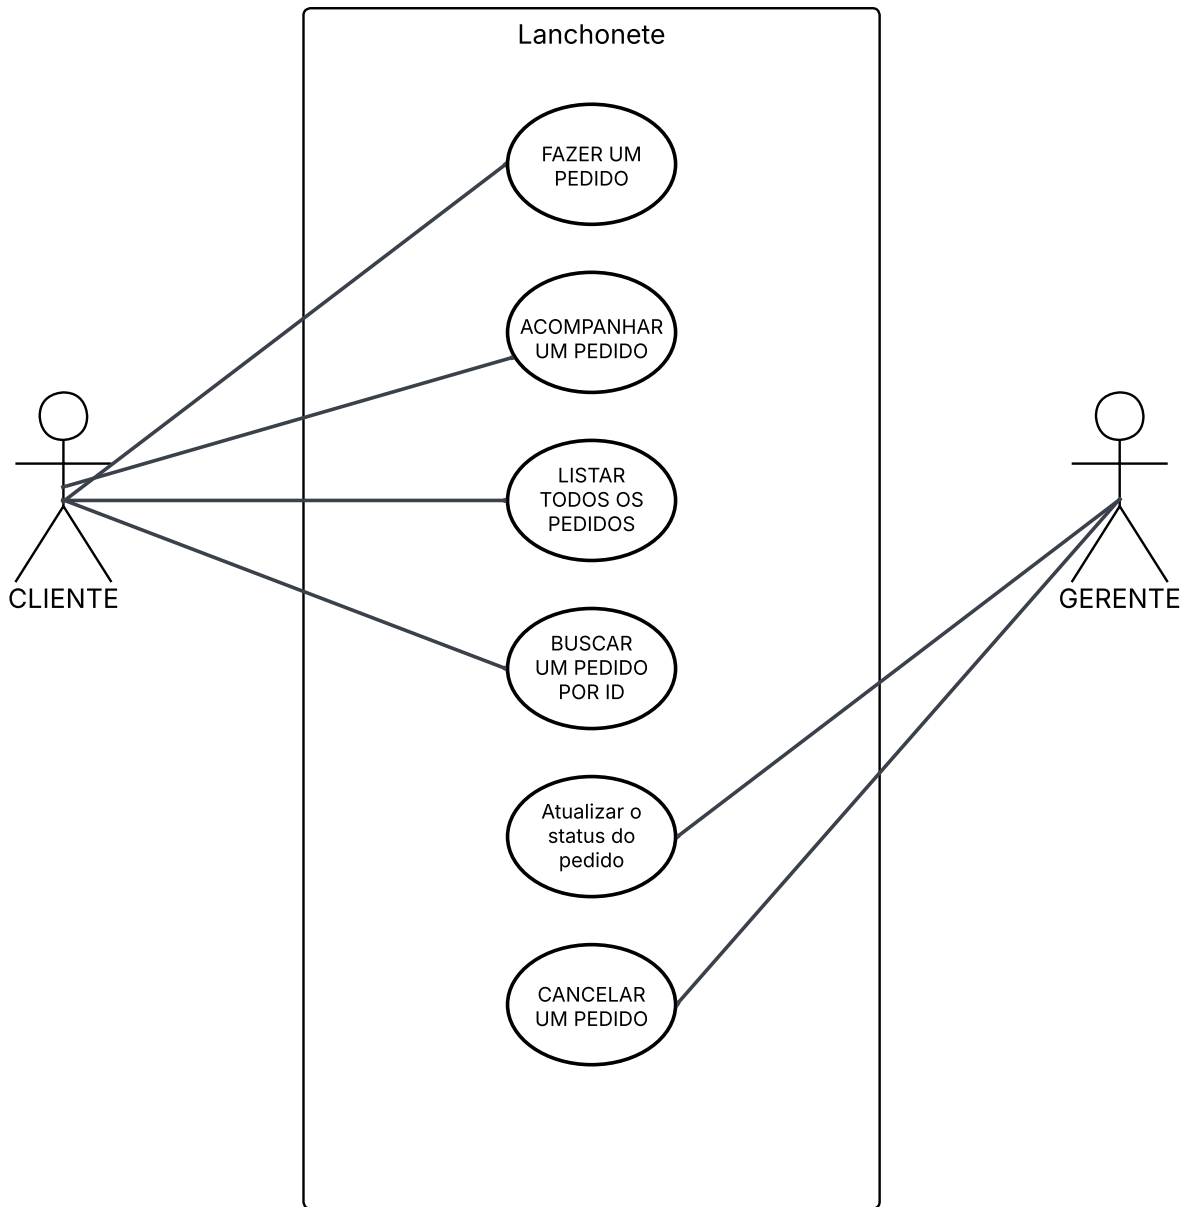 Lanchonete
FAZER UM
PEDIDO
ACOMPANHAR
UM PEDIDO
LISTAR
TODOS OS
PEDIDOS
CLIENTE
GERENTE
BUSCAR
UM PEDIDO
POR ID
Atualizar o
status do
pedido
CANCELAR
UM PEDIDO